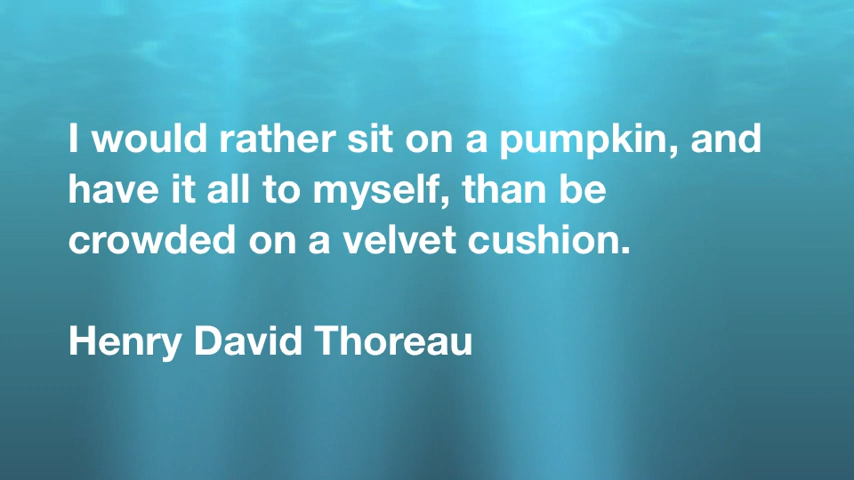 I would rather sit on a pumpkin, and
have it all to myself, than be
crowded on a velvet cushion.
Henry David Thoreau